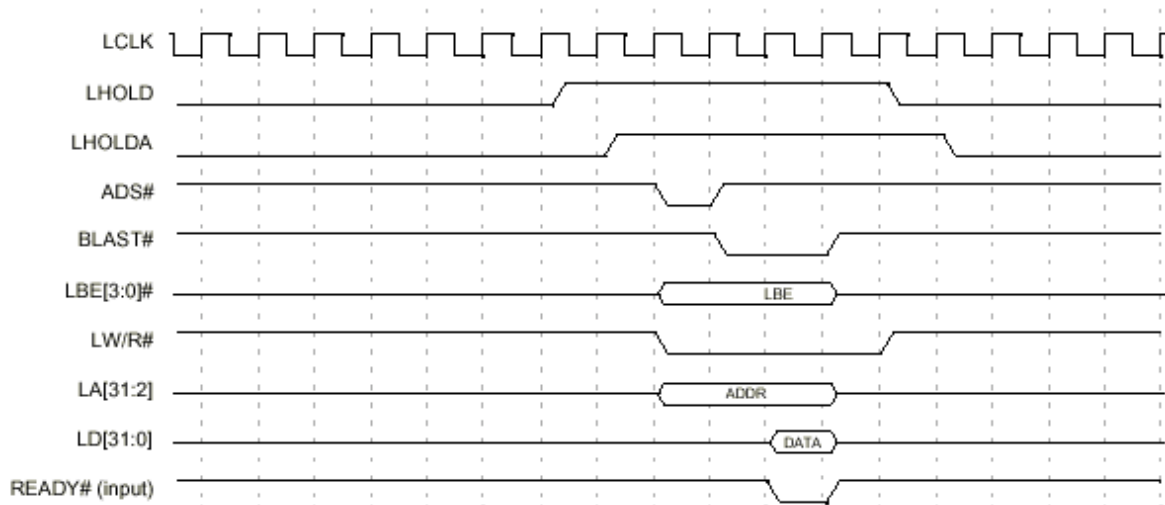 LCLK
LHOLD
LHOLDA
ADS#
BLAST#
LBE[3:0]# LBE
LW/R#
LA[31:2] ADDR
LD[31:0] DATA
READY# (input)